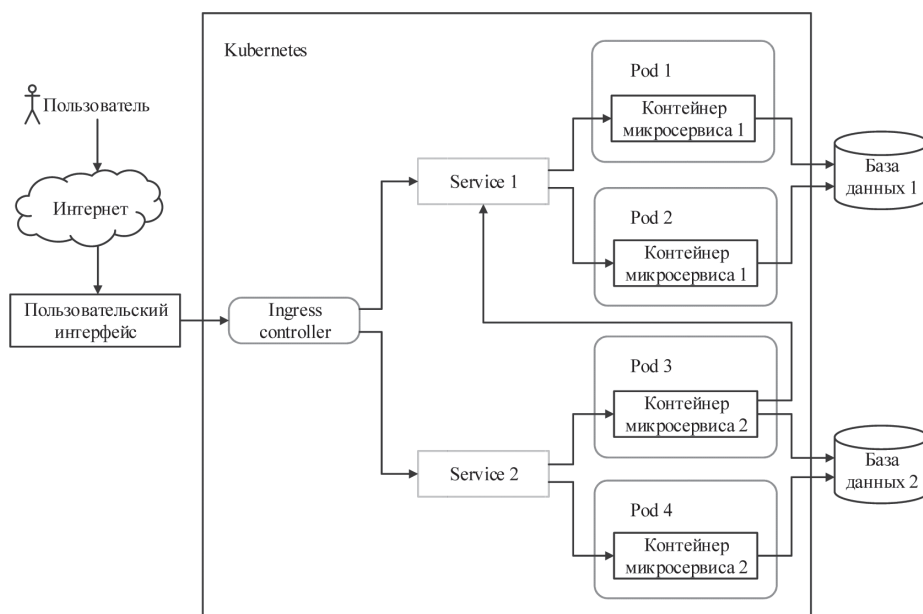 Kubernetes
Пользователь
Интернет
Пользовательский
интерфейс
Ingress
controller
Service 1
Service 2
Pod 1
Контейнер
микросервиса 1
Pod 2
Контейнер
микросервиса 1
Pod 3
Контейнер
микросервиса 2
Pod 4
Контейнер
микросервиса 2
База
данных 1
База
данных 2